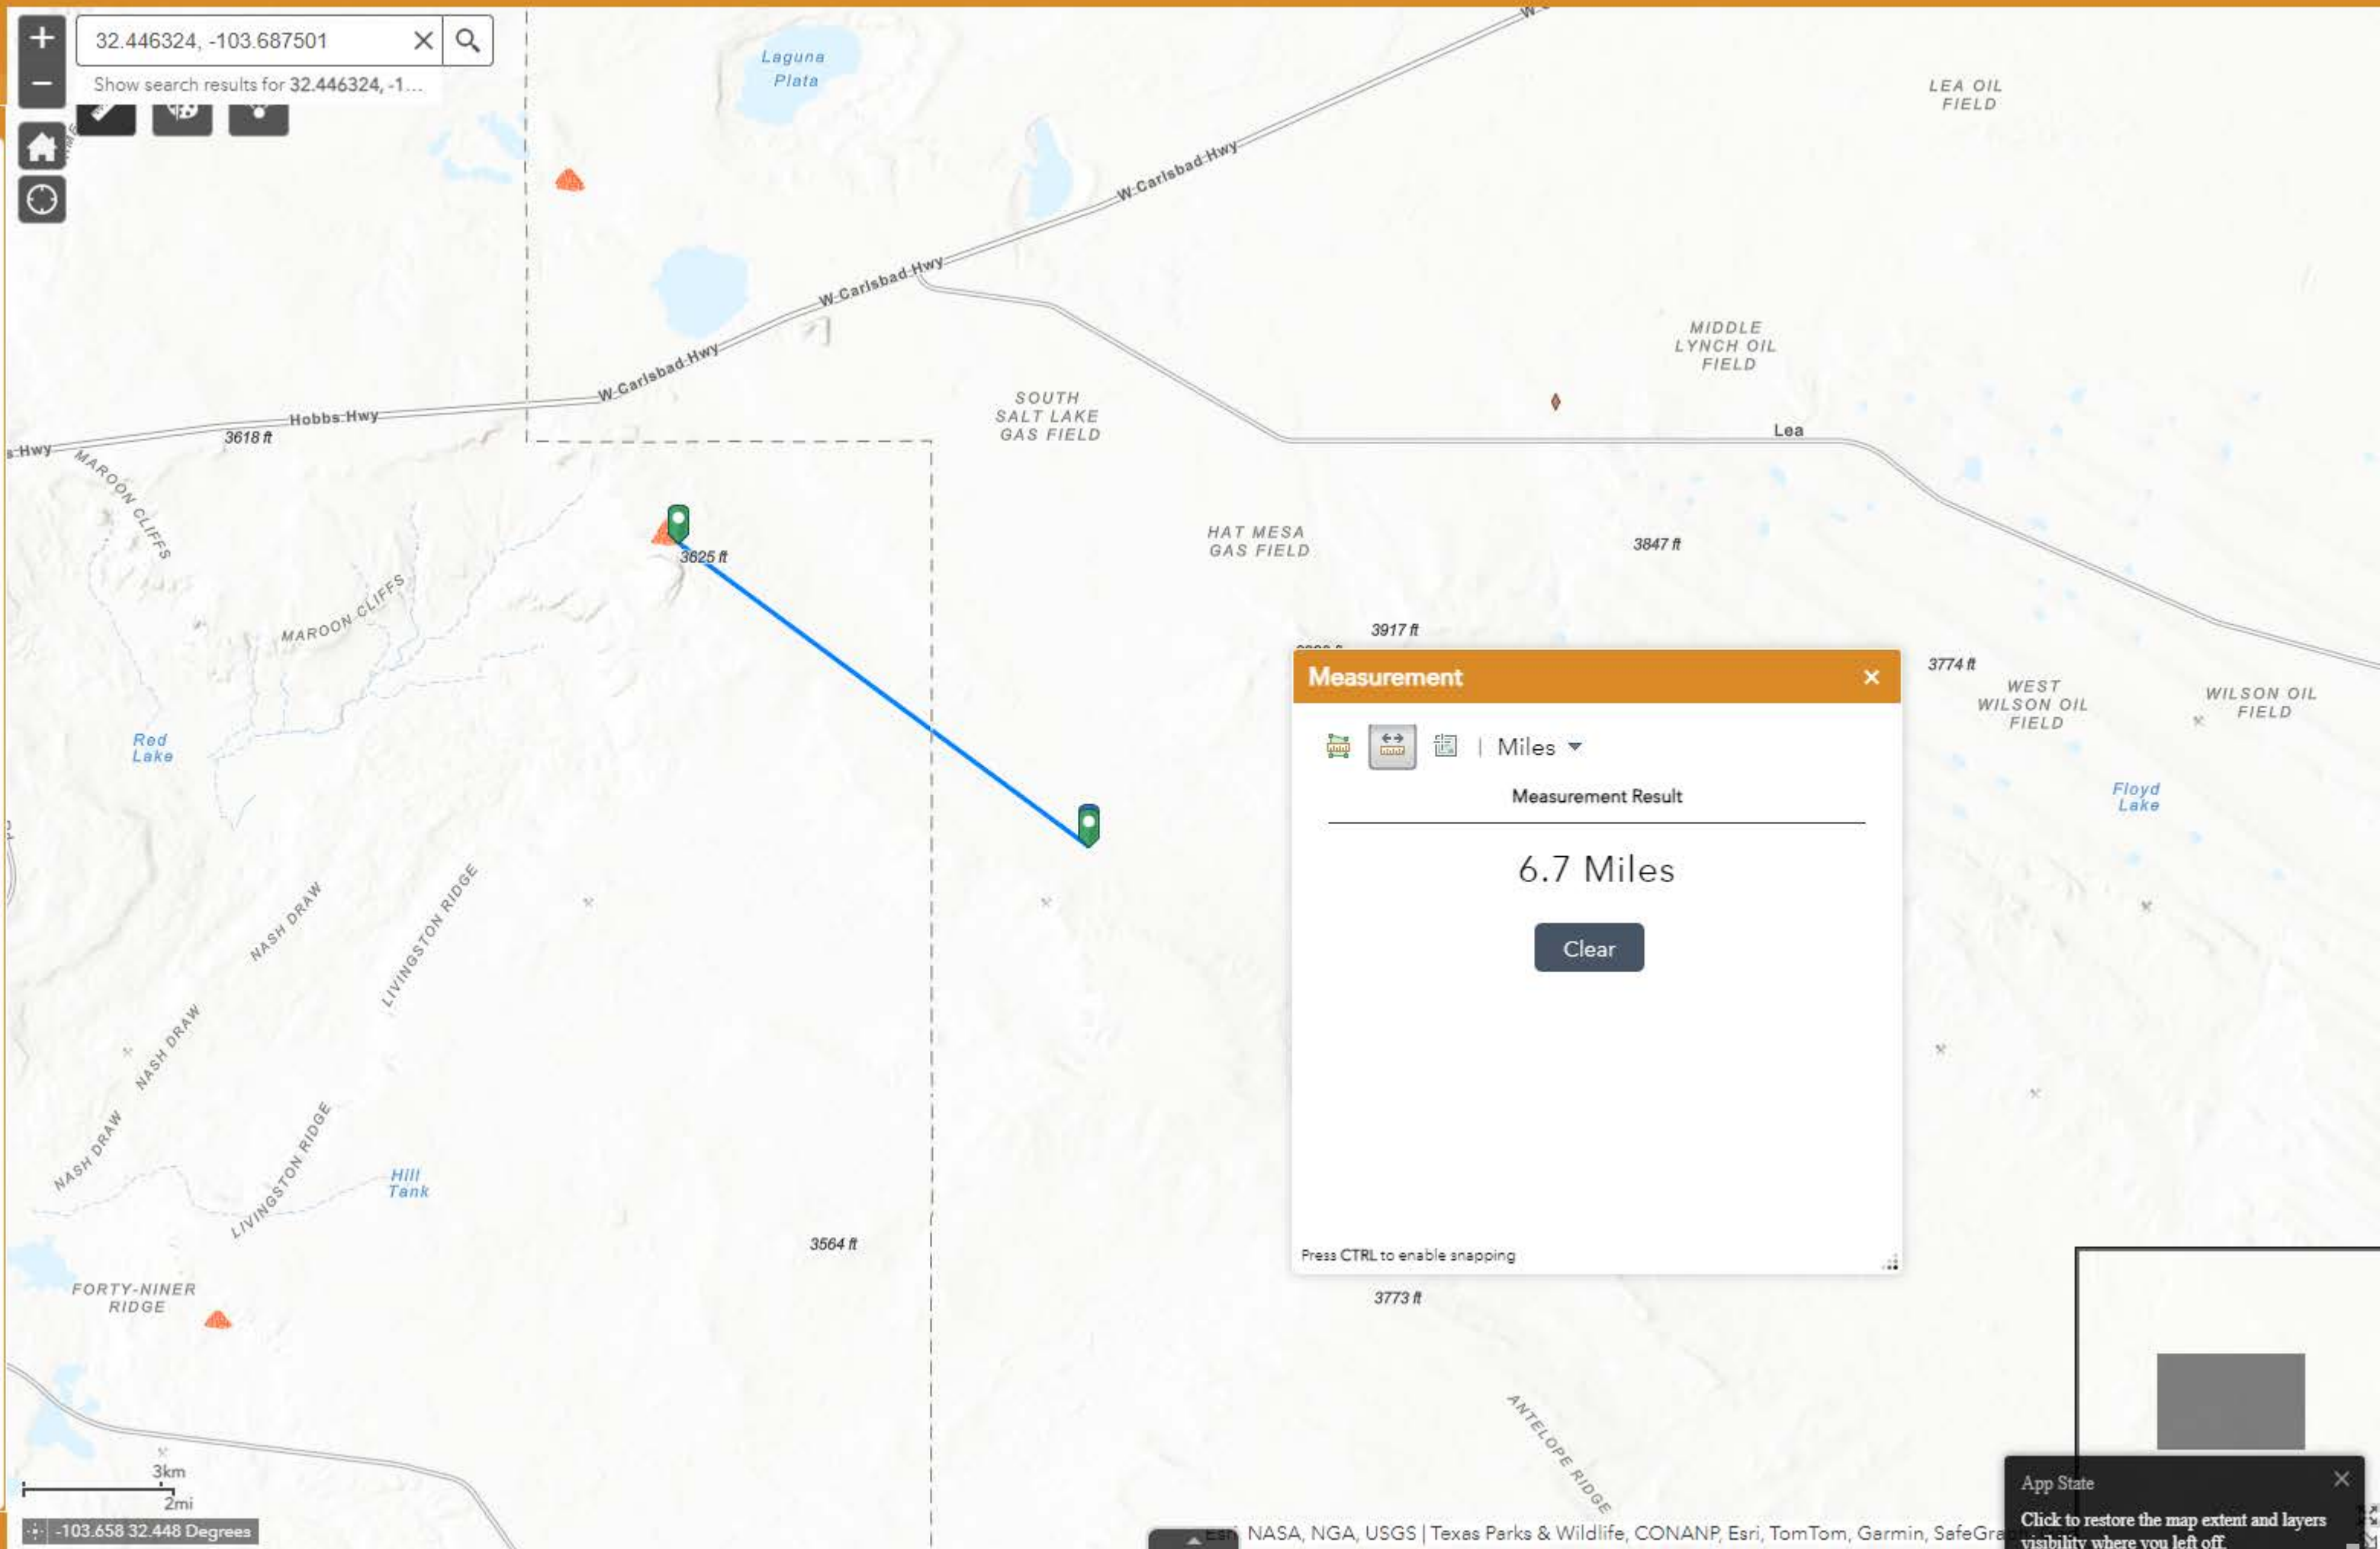 32.446324, -103.687501
Show search results for 32.446324, -1...
Laguna
Plata
LEA OIL
FIELD
W Carlsbad Hwy
W Carlsbad Hwy
W Carlsbad Hwy
Hobbs Hwy
3618 ft
s Hwy
MIDDLE
LYNCH OIL
FIELD
SOUTH
SALT LAKE
GAS FIELD
Lea
MAROON CLIFFS
HAT MESA
GAS FIELD
3847 ft
3625 ft
MAROON CLIFFS
3917 ft
3774 ft
WEST
WILSON OIL
FIELD
WILSON OIL
FIELD
Measurement
Miles
Measurement Result
6.7 Miles
Clear
Press CTRL to enable snapping
Red
Lake
Floyd
Lake
NASH DRAW
LIVINGSTON RIDGE
NASH DRAW
NASH DRAW
LIVINGSTON RIDGE
Hill
Tank
3564 ft
FORTY-NINER
RIDGE
3773 ft
ANTELOPE RIDGE
3km
2mi
-103.658 32.448 Degrees
Esri, NASA, NGA, USGS | Texas Parks & Wildlife, CONANP, Esri, TomTom, Garmin, SafeGra
App State
Click to restore the map extent and layers
visibility where you left off.